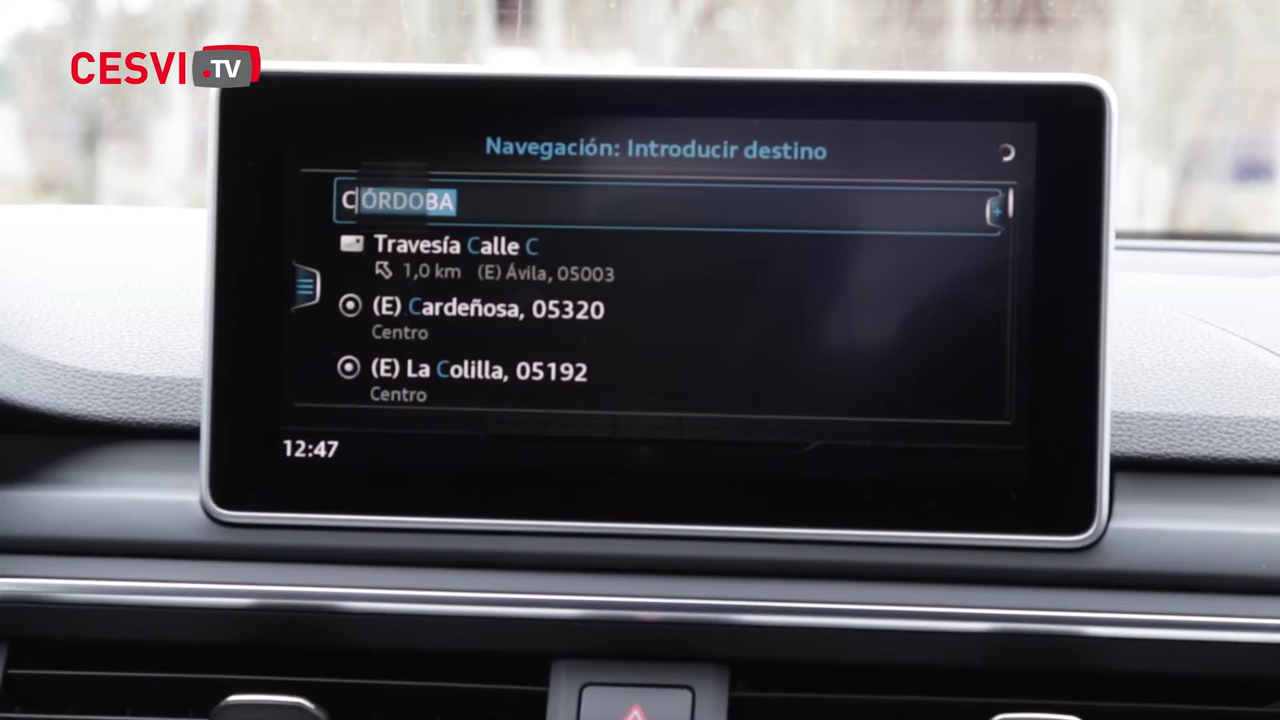 CESVI.TV
Navegación: Introducir destino
CÓRDOBA
Travesía Calle C
1,0 km (E) Ávila, 05003
(E) Cardeñosa, 05320
Centro
(E) La Colilla, 05192
Centro
12:47